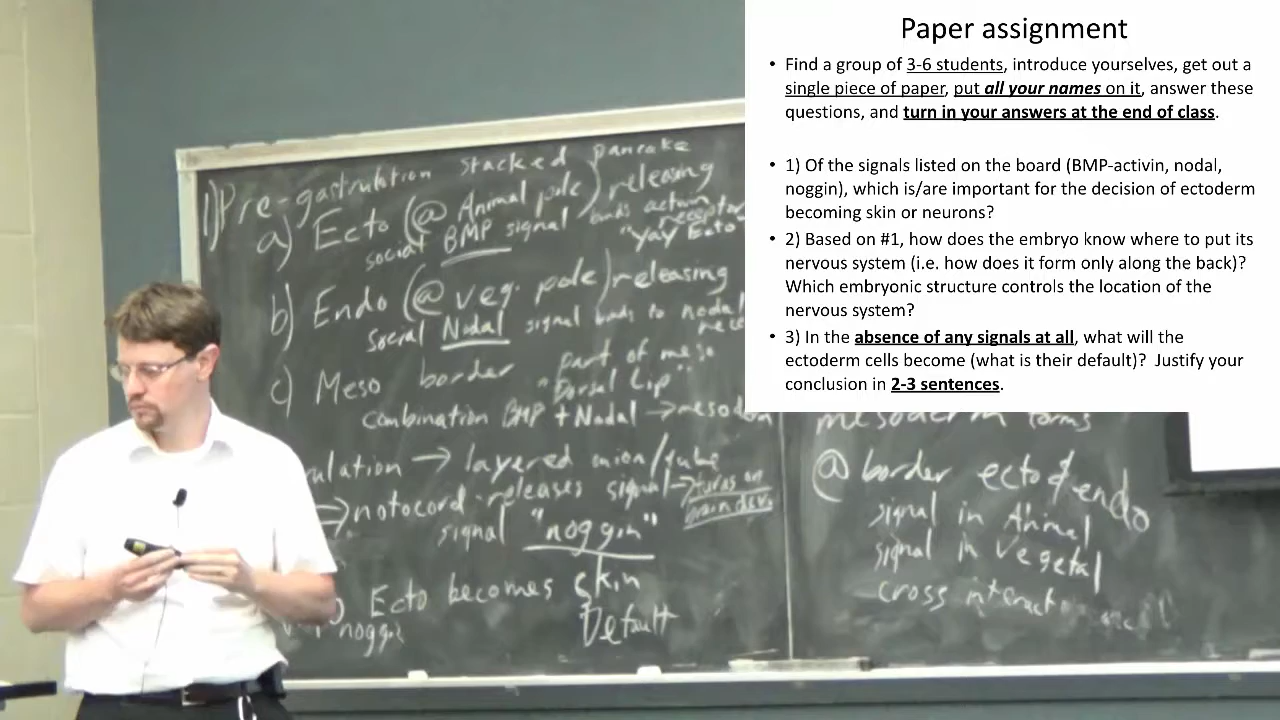 Paper assignment
• Find a group of 3-6 students, introduce yourselves, get out a
single piece of paper, put all your names on it, answer these
questions, and turn in your answers at the end of class.
• 1) Of the signals listed on the board (BMP-activin, nodal,
noggin), which is/are important for the decision of ectoderm
becoming skin or neurons?
• 2) Based on #1, how does the embryo know where to put its
nervous system (i.e. how does it form only along the back)?
Which embryonic structure controls the location of the
nervous system?
• 3) In the absence of any signals at all, what will the
ectoderm cells become (what is their default)? Justify your
conclusion in 2-3 sentences.
1) Pre-gastrulation stacked pancake
a) Ecto (@ Animal pole) releasing
social BMP signal binds activin
receptor
"Yay Ecto"
b) Endo (@ veg. pole) releasing
social Nodal signal binds to nodal
c) Meso border "part of meso
Dorsal Lip"
combination BMP + Nodal → mesoderm
ulation → layered onion/tube
⇒ notocord releases signal → turns on
brain dev.
signal "noggin"
Ecto becomes skin
noggin Default
mesoderm forms
@ border ecto & endo
signal in Animal
signal in Vegetal
cross interact